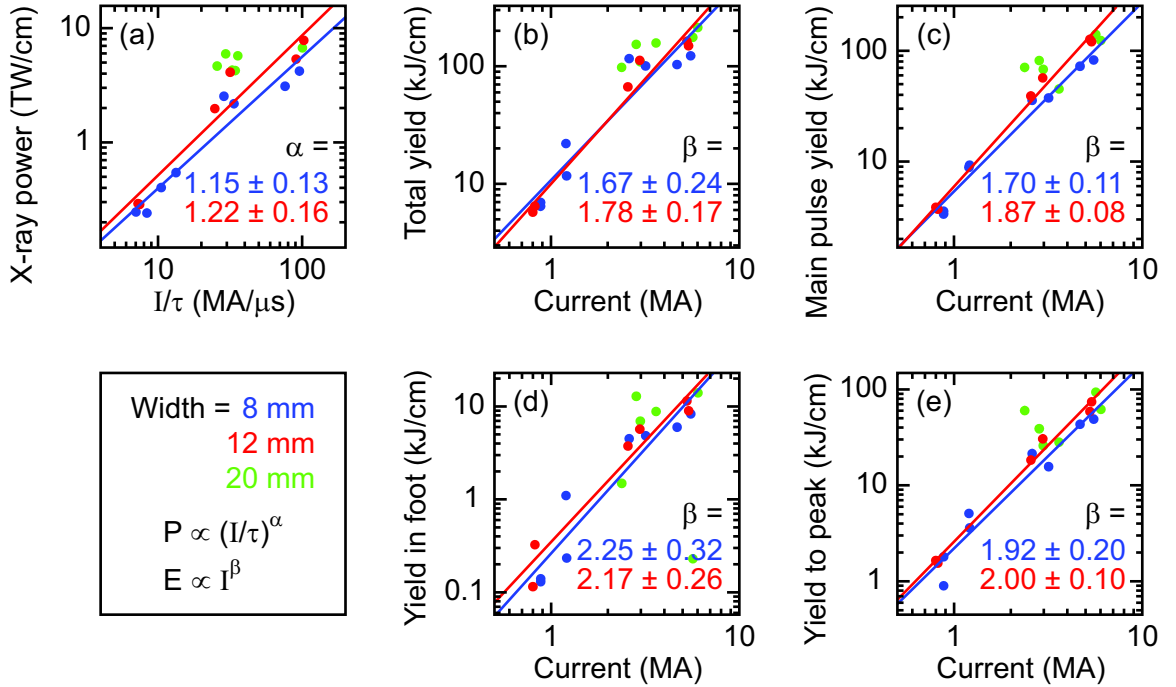 (a)
10
1
X-ray power (TW/cm)
α =
1.15 ± 0.13
1.22 ± 0.16
10
100
I/τ (MA/μs)
(b)
100
10
Total yield (kJ/cm)
β =
1.67 ± 0.24
1.78 ± 0.17
1
10
Current (MA)
(c)
100
10
Main pulse yield (kJ/cm)
β =
1.70 ± 0.11
1.87 ± 0.08
1
10
Current (MA)
Width = 8 mm
12 mm
20 mm
P ∝ (I/τ)^α
E ∝ I^β
(d)
10
1
0.1
Yield in foot (kJ/cm)
β =
2.25 ± 0.32
2.17 ± 0.26
1
10
Current (MA)
(e)
100
10
1
Yield to peak (kJ/cm)
β =
1.92 ± 0.20
2.00 ± 0.10
1
10
Current (MA)